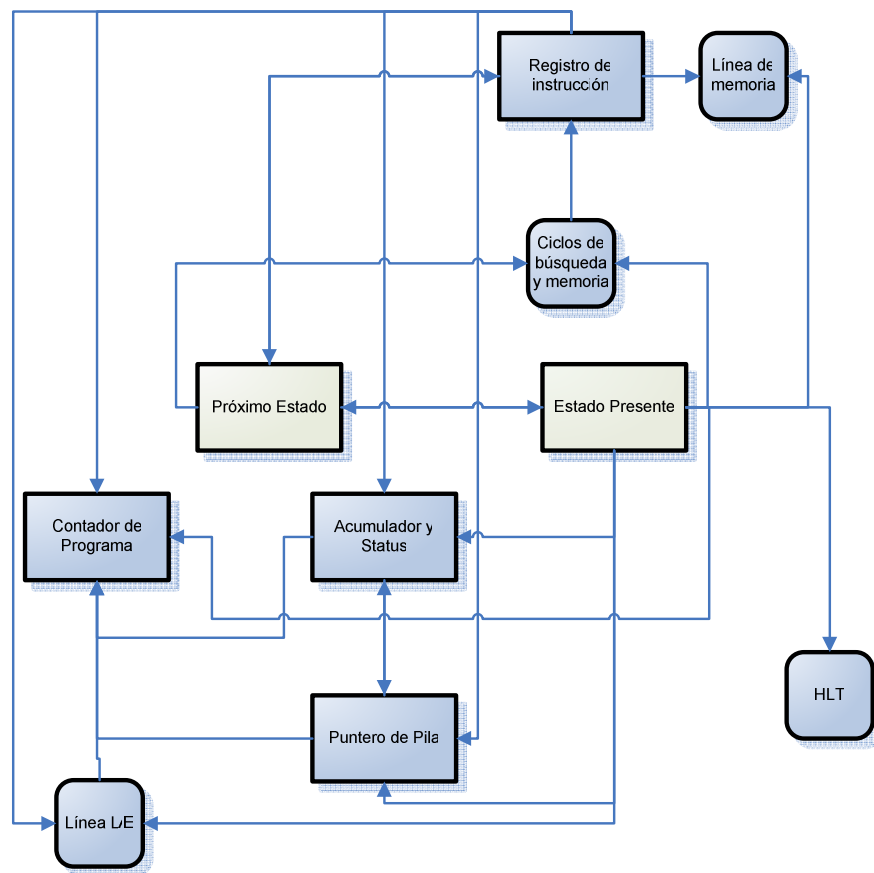 Registro de
instrucción
Línea de
memoria
Ciclos de
búsqueda
y memoria
Próximo Estado
Estado Presente
Contador de
Programa
Acumulador y
Status
HLT
Puntero de Pila
Línea L/E